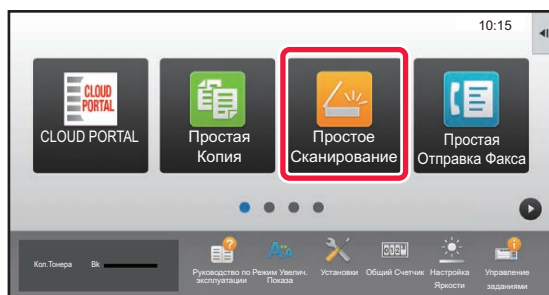 10:15
CLOUD
PORTAL
CLOUD PORTAL
Простая
Копия
Простое
Сканирование
Простая
Отправка Факса
Кол.Тонера Bk
Руководство по
эксплуатации
Режим Увелич.
Показа
Установки
Общий Счетчик
Настройка
Яркости
Управление
заданиями